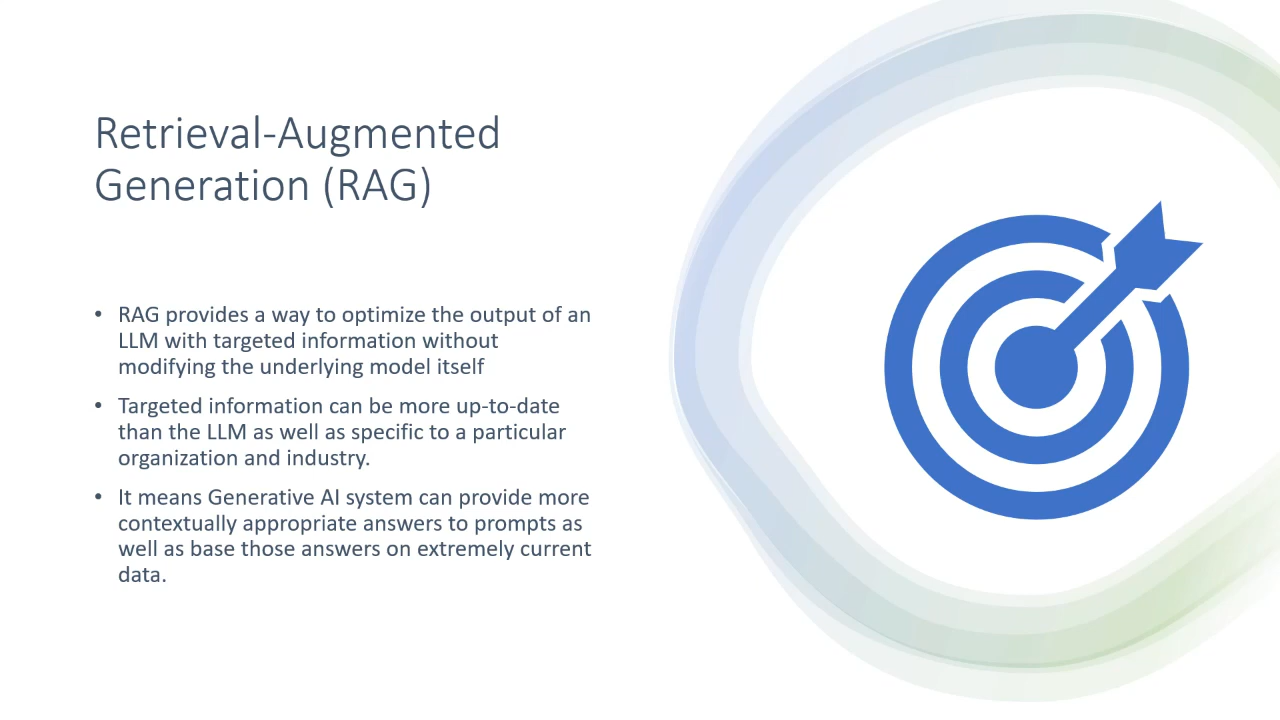 Retrieval-Augmented
Generation (RAG)
• RAG provides a way to optimize the output of an
LLM with targeted information without
modifying the underlying model itself
• Targeted information can be more up-to-date
than the LLM as well as specific to a particular
organization and industry.
• It means Generative AI system can provide more
contextually appropriate answers to prompts as
well as base those answers on extremely current
data.